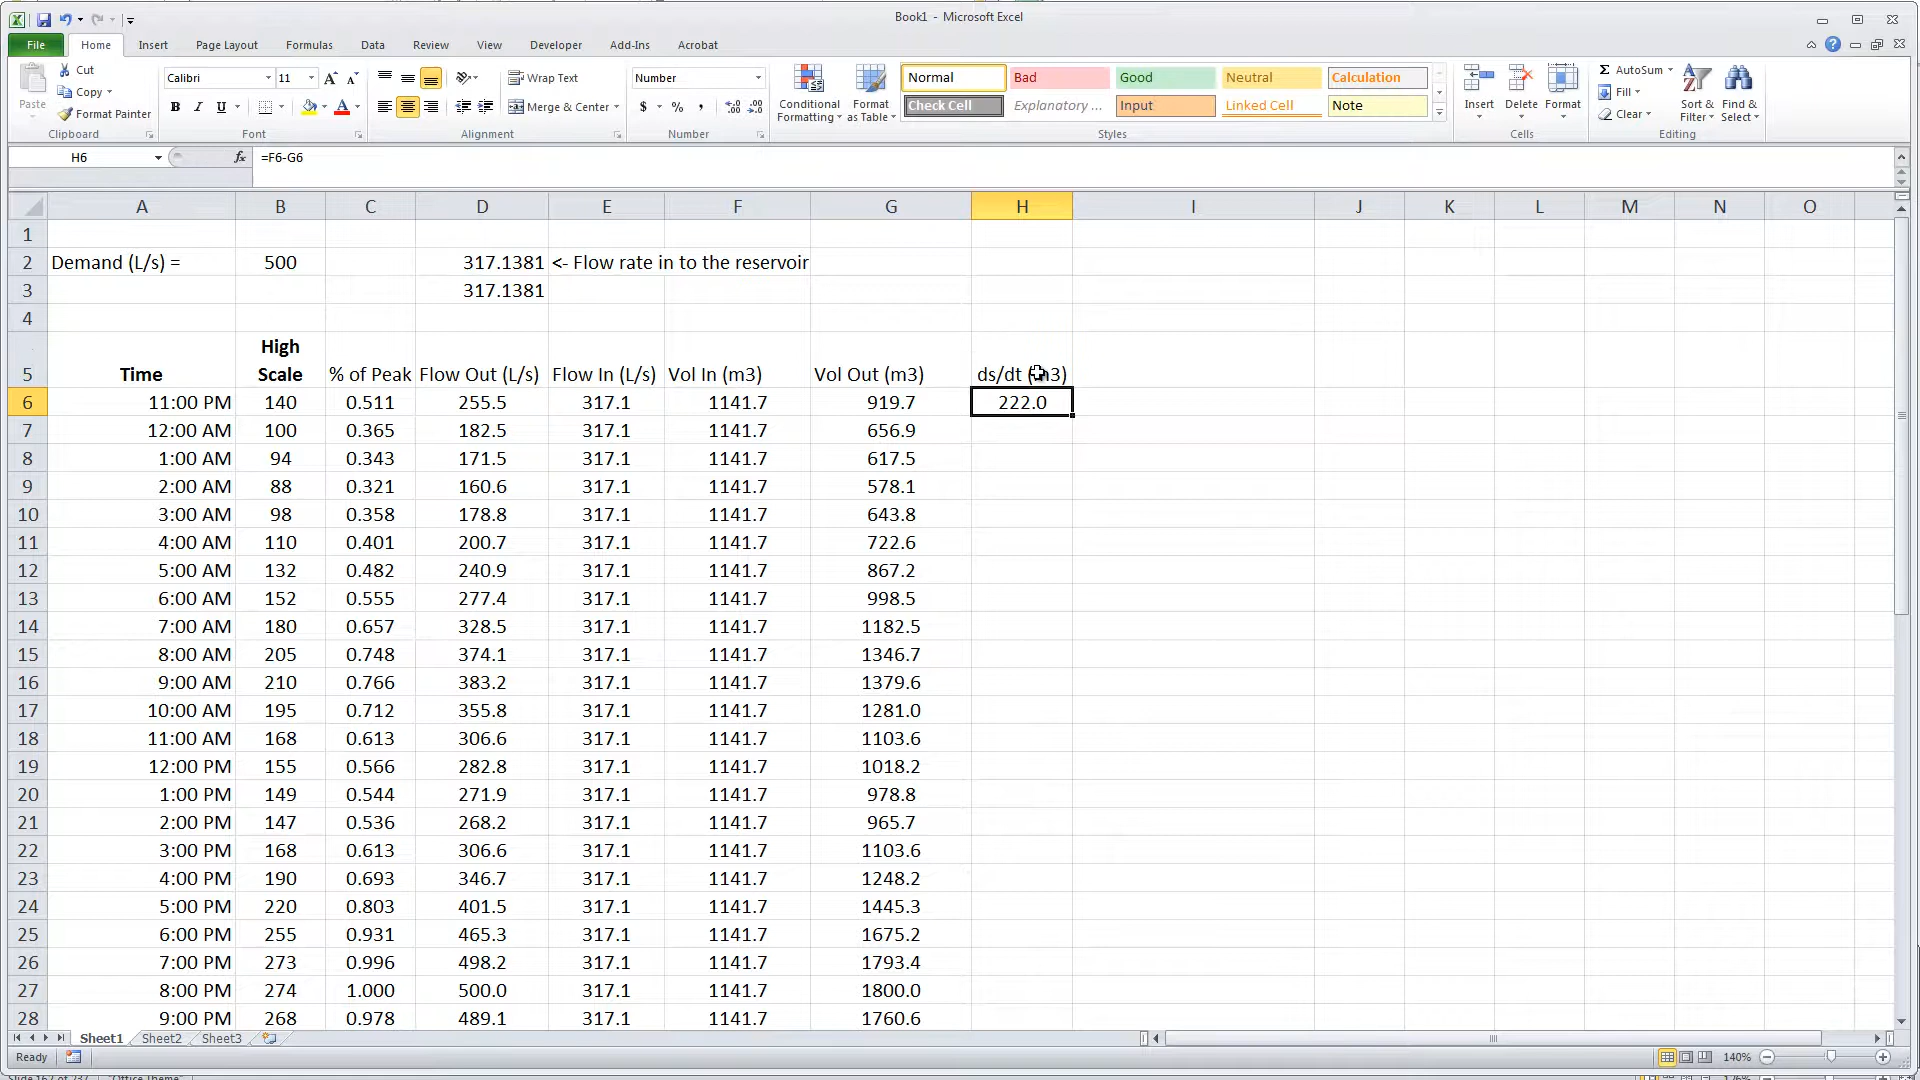 Book1 - Microsoft Excel
File Home Insert Page Layout Formulas Data Review View Developer Add-Ins Acrobat
Paste
Cut
Copy
Format Painter
Clipboard
Calibri 11
B I U
Font
Wrap Text
Merge & Center
Alignment
Number
$ % ,
Number
Conditional Formatting
Format as Table
Normal Bad Good Neutral Calculation
Check Cell Explanatory ... Input Linked Cell Note
Styles
Insert Delete Format
Cells
AutoSum
Fill
Clear
Sort & Filter
Find & Select
Editing
H6 fx =F6-G6
A B C D E F G H I J K L M N O
1
2 Demand (L/s) = 500 317.1381 <- Flow rate in to the reservoir
3 317.1381
4
5 Time High Scale % of Peak Flow Out (L/s) Flow In (L/s) Vol In (m3) Vol Out (m3) ds/dt (m3)
6 11:00 PM 140 0.511 255.5 317.1 1141.7 919.7 222.0
7 12:00 AM 100 0.365 182.5 317.1 1141.7 656.9
8 1:00 AM 94 0.343 171.5 317.1 1141.7 617.5
9 2:00 AM 88 0.321 160.6 317.1 1141.7 578.1
10 3:00 AM 98 0.358 178.8 317.1 1141.7 643.8
11 4:00 AM 110 0.401 200.7 317.1 1141.7 722.6
12 5:00 AM 132 0.482 240.9 317.1 1141.7 867.2
13 6:00 AM 152 0.555 277.4 317.1 1141.7 998.5
14 7:00 AM 180 0.657 328.5 317.1 1141.7 1182.5
15 8:00 AM 205 0.748 374.1 317.1 1141.7 1346.7
16 9:00 AM 210 0.766 383.2 317.1 1141.7 1379.6
17 10:00 AM 195 0.712 355.8 317.1 1141.7 1281.0
18 11:00 AM 168 0.613 306.6 317.1 1141.7 1103.6
19 12:00 PM 155 0.566 282.8 317.1 1141.7 1018.2
20 1:00 PM 149 0.544 271.9 317.1 1141.7 978.8
21 2:00 PM 147 0.536 268.2 317.1 1141.7 965.7
22 3:00 PM 168 0.613 306.6 317.1 1141.7 1103.6
23 4:00 PM 190 0.693 346.7 317.1 1141.7 1248.2
24 5:00 PM 220 0.803 401.5 317.1 1141.7 1445.3
25 6:00 PM 255 0.931 465.3 317.1 1141.7 1675.2
26 7:00 PM 273 0.996 498.2 317.1 1141.7 1793.4
27 8:00 PM 274 1.000 500.0 317.1 1141.7 1800.0
28 9:00 PM 268 0.978 489.1 317.1 1141.7 1760.6
Sheet1 Sheet2 Sheet3
Ready 140%